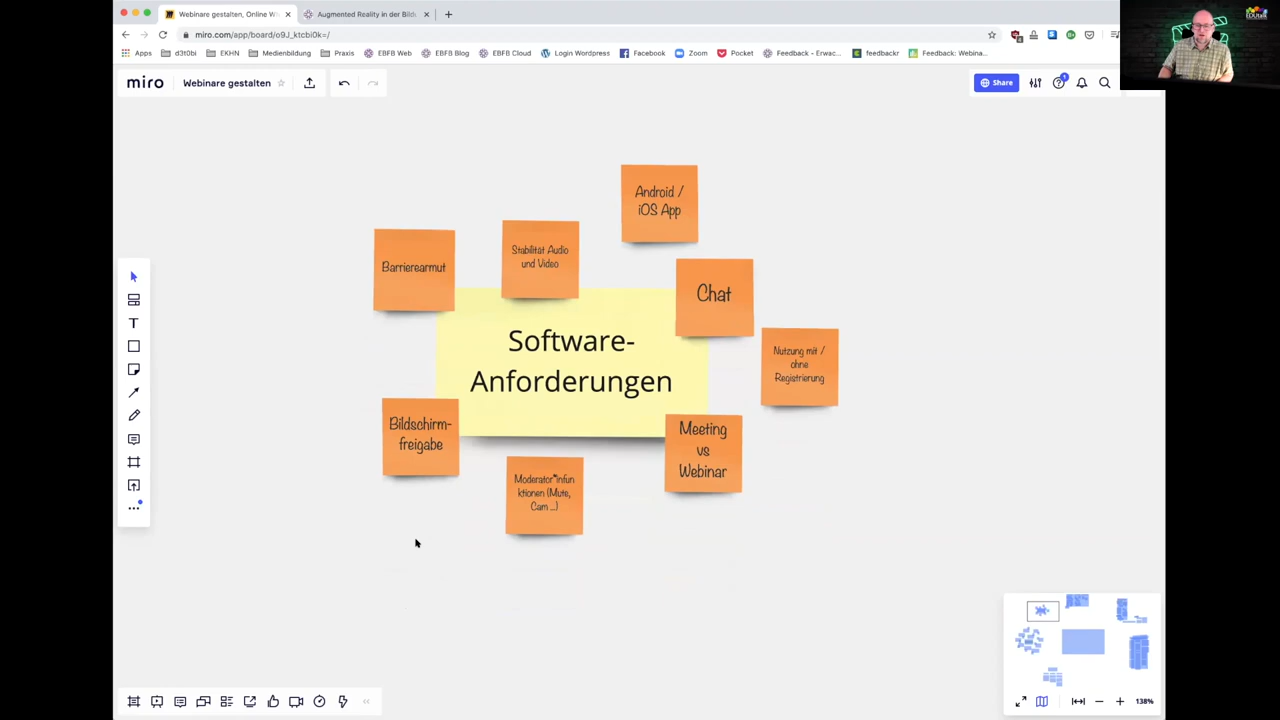 Webinare gestalten, Online W
Augmented Reality in der Bild
miro.com/app/board/o9J_ktcbi0k=/
Apps
d3t0bi
EKHN
Medienbildung
Praxis
EBFB Web
EBFB Blog
EBFB Cloud
Login Wordpress
Facebook
Zoom
Pocket
Feedback - Erwac...
feedbackr
Feedback: Webina...
miro
Webinare gestalten
Share
1
Android /
iOS App
Stabilität Audio
und Video
Barrierearmut
Chat
Software-
Anforderungen
Nutzung mit /
ohne
Registrierung
Bildschirm-
freigabe
Meeting
vs
Webinar
Moderator*infun
ktionen (Mute,
Cam ...)
138%